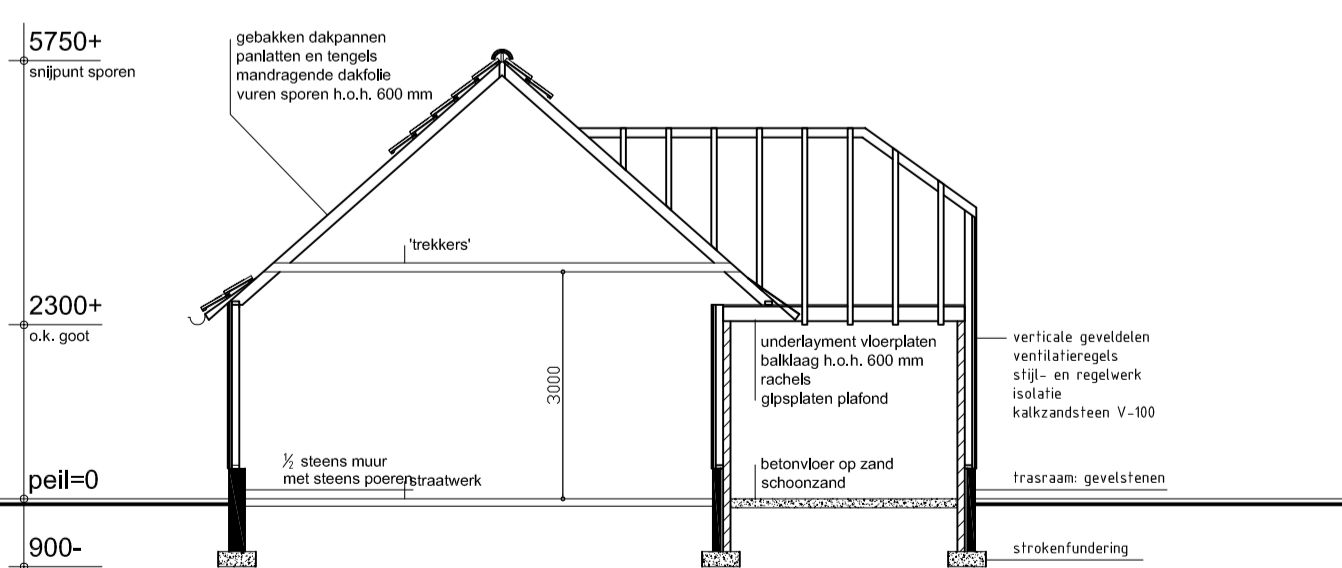 5750+
snijpunt sporen
gebakken dakpannen
panlatten en tengels
mandragende dakfolie
vuren sporen h.o.h. 600 mm
'trekkers'
2300+
o.k. goot
underlayment vloerplaten
balklaag h.o.h. 600 mm
rachels
gipsplaten plafond
verticale geveldelen
ventilatieregels
stijl- en regelwerk
isolatie
kalkzandsteen V-100
3000
peil=0
½ steens muur
met steens poeren
straatwerk
betonvloer op zand
schoonzand
trasraam: gevelstenen
900-
strokenfundering